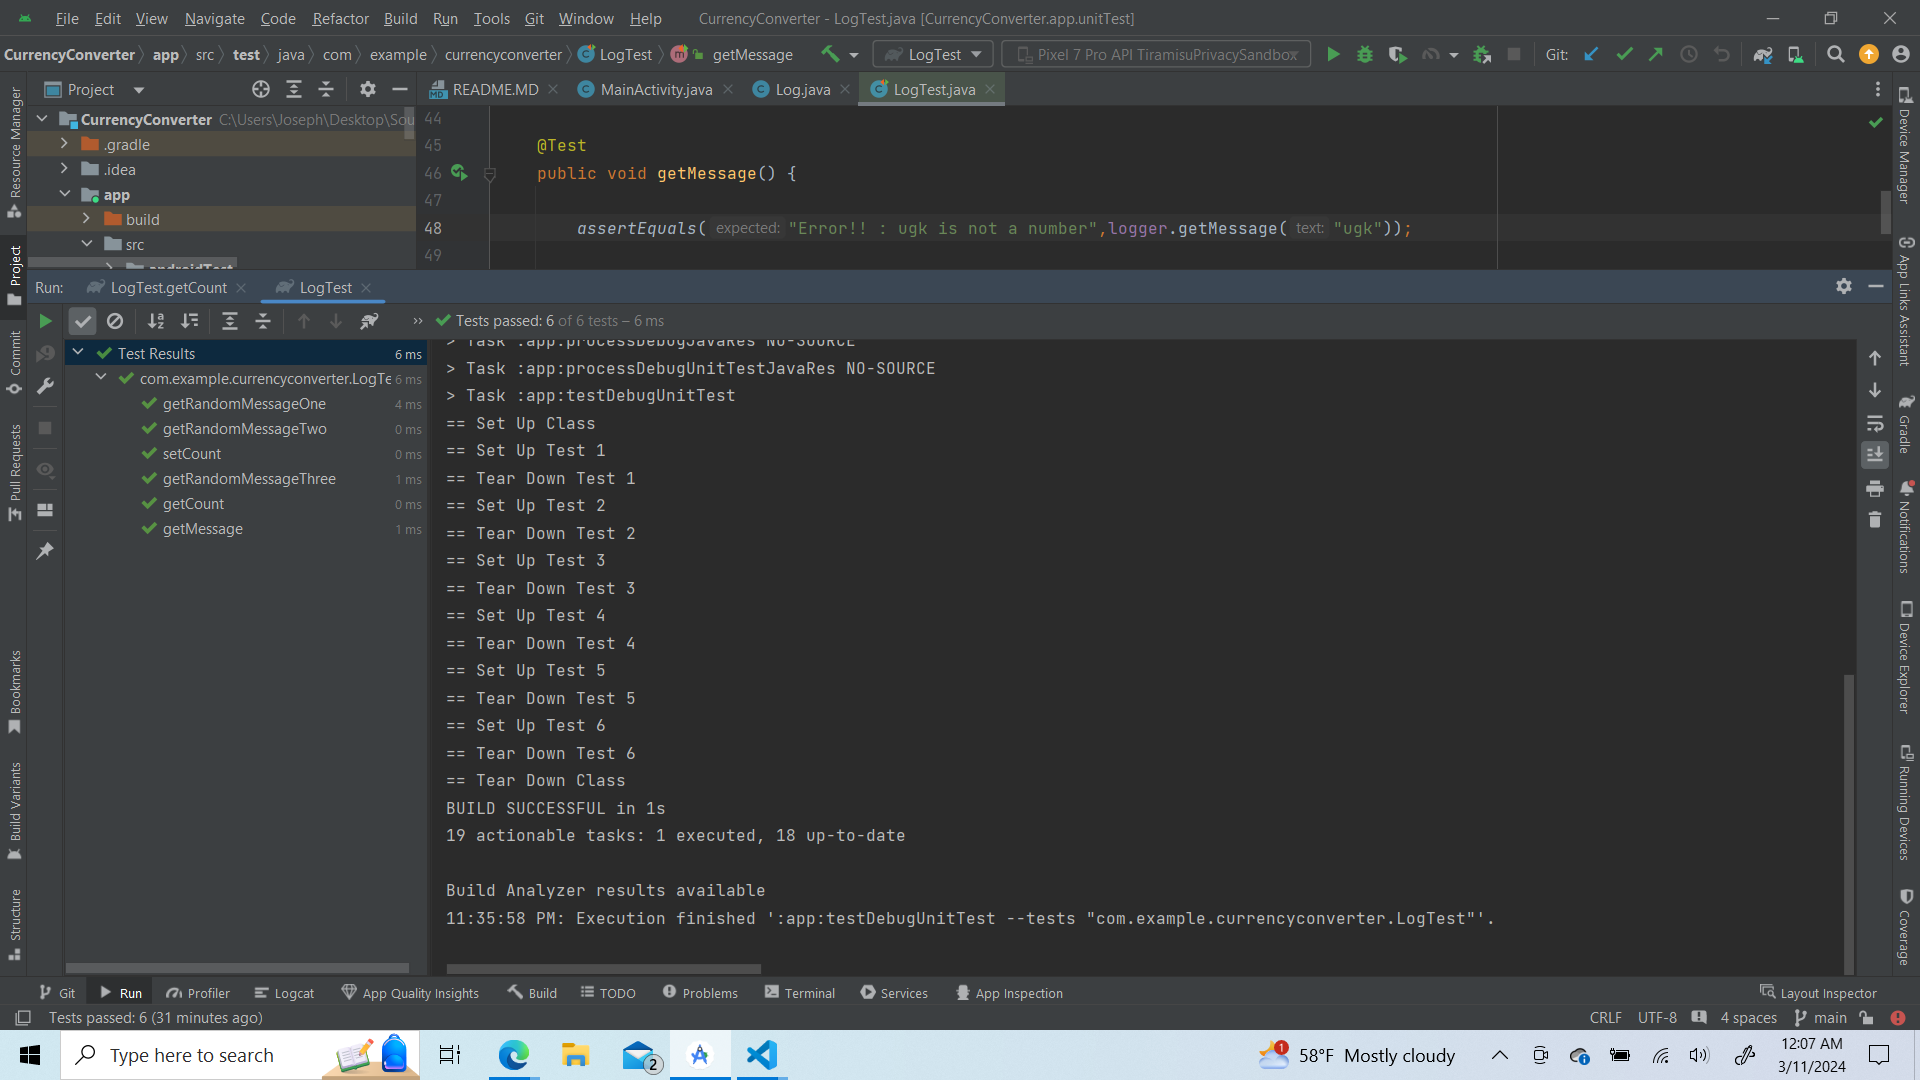 File Edit View Navigate Code Refactor Build Run Tools Git Window Help CurrencyConverter - LogTest.java [CurrencyConverter.app.unitTest]
CurrencyConverter app src test java com example currencyconverter LogTest getMessage LogTest Pixel 7 Pro API TiramisuPrivacySandbox Git:
Project
README.MD MainActivity.java Log.java LogTest.java
CurrencyConverter C:\Users\Joseph\Desktop\Sou
.gradle
.idea
app
build
src
androidTest
44
45 @Test
46 public void getMessage() {
47
48 assertEquals( expected: "Error!! : ugk is not a number",logger.getMessage( text: "ugk"));
49
Run: LogTest.getCount LogTest
Tests passed: 6 of 6 tests – 6 ms
Test Results 6 ms
com.example.currencyconverter.LogTe 6 ms
getRandomMessageOne 4 ms
getRandomMessageTwo 0 ms
setCount 0 ms
getRandomMessageThree 1 ms
getCount 0 ms
getMessage 1 ms
> Task :app:processDebugJavaRes NO-SOURCE
> Task :app:processDebugUnitTestJavaRes NO-SOURCE
> Task :app:testDebugUnitTest
== Set Up Class
== Set Up Test 1
== Tear Down Test 1
== Set Up Test 2
== Tear Down Test 2
== Set Up Test 3
== Tear Down Test 3
== Set Up Test 4
== Tear Down Test 4
== Set Up Test 5
== Tear Down Test 5
== Set Up Test 6
== Tear Down Test 6
== Tear Down Class
BUILD SUCCESSFUL in 1s
19 actionable tasks: 1 executed, 18 up-to-date
Build Analyzer results available
11:35:58 PM: Execution finished ':app:testDebugUnitTest --tests "com.example.currencyconverter.LogTest"'.
Resource Manager
Project
Commit
Pull Requests
Bookmarks
Build Variants
Structure
Device Manager
App Links Assistant
Gradle
Notifications
Device Explorer
Running Devices
Coverage
Git Run Profiler Logcat App Quality Insights Build TODO Problems Terminal Services App Inspection Layout Inspector
Tests passed: 6 (31 minutes ago) CRLF UTF-8 4 spaces main
Type here to search 2 1 58°F Mostly cloudy 12:07 AM
3/11/2024